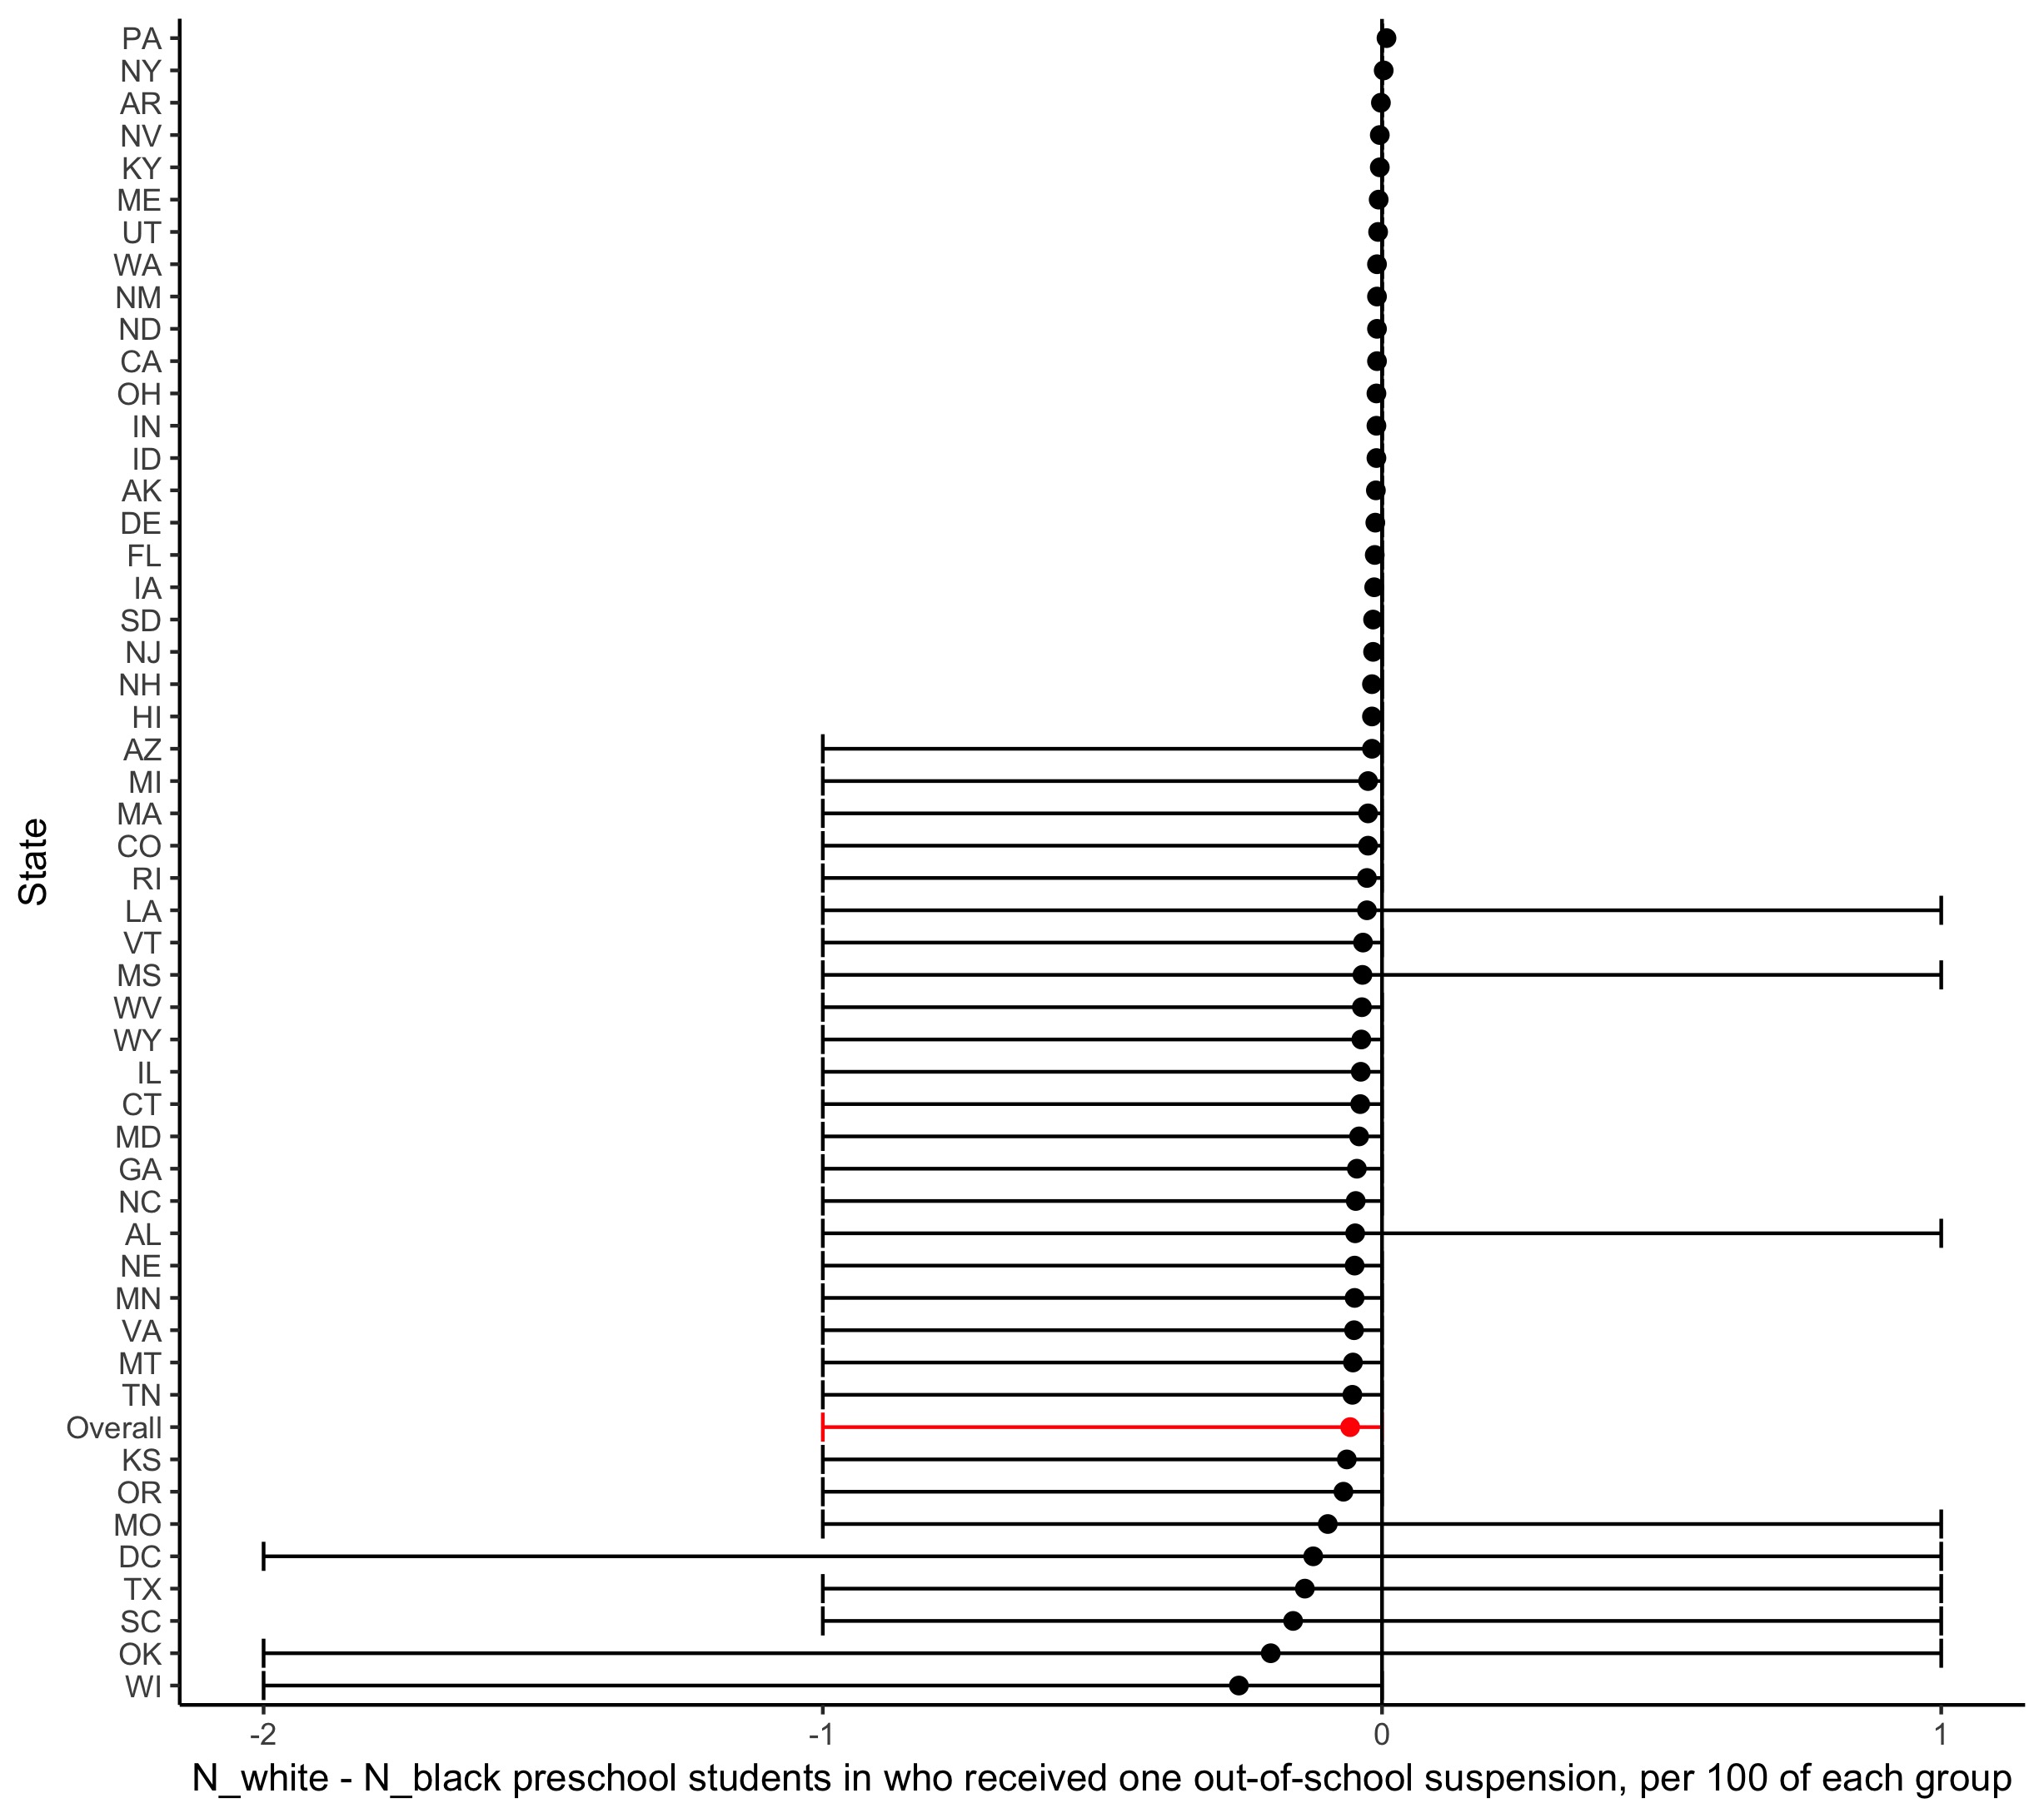 PA
NY
AR
NV
KY
ME
UT
WA
NM
ND
CA
OH
IN
ID
AK
DE
FL
IA
SD
NJ
NH
HI
AZ
MI
MA
CO
RI
LA
VT
MS
WV
WY
IL
CT
MD
GA
NC
AL
NE
MN
VA
MT
TN
Overall
KS
OR
MO
DC
TX
SC
OK
WI
State
-2 -1 0 1
N_white - N_black preschool students in who received one out-of-school suspension, per 100 of each group